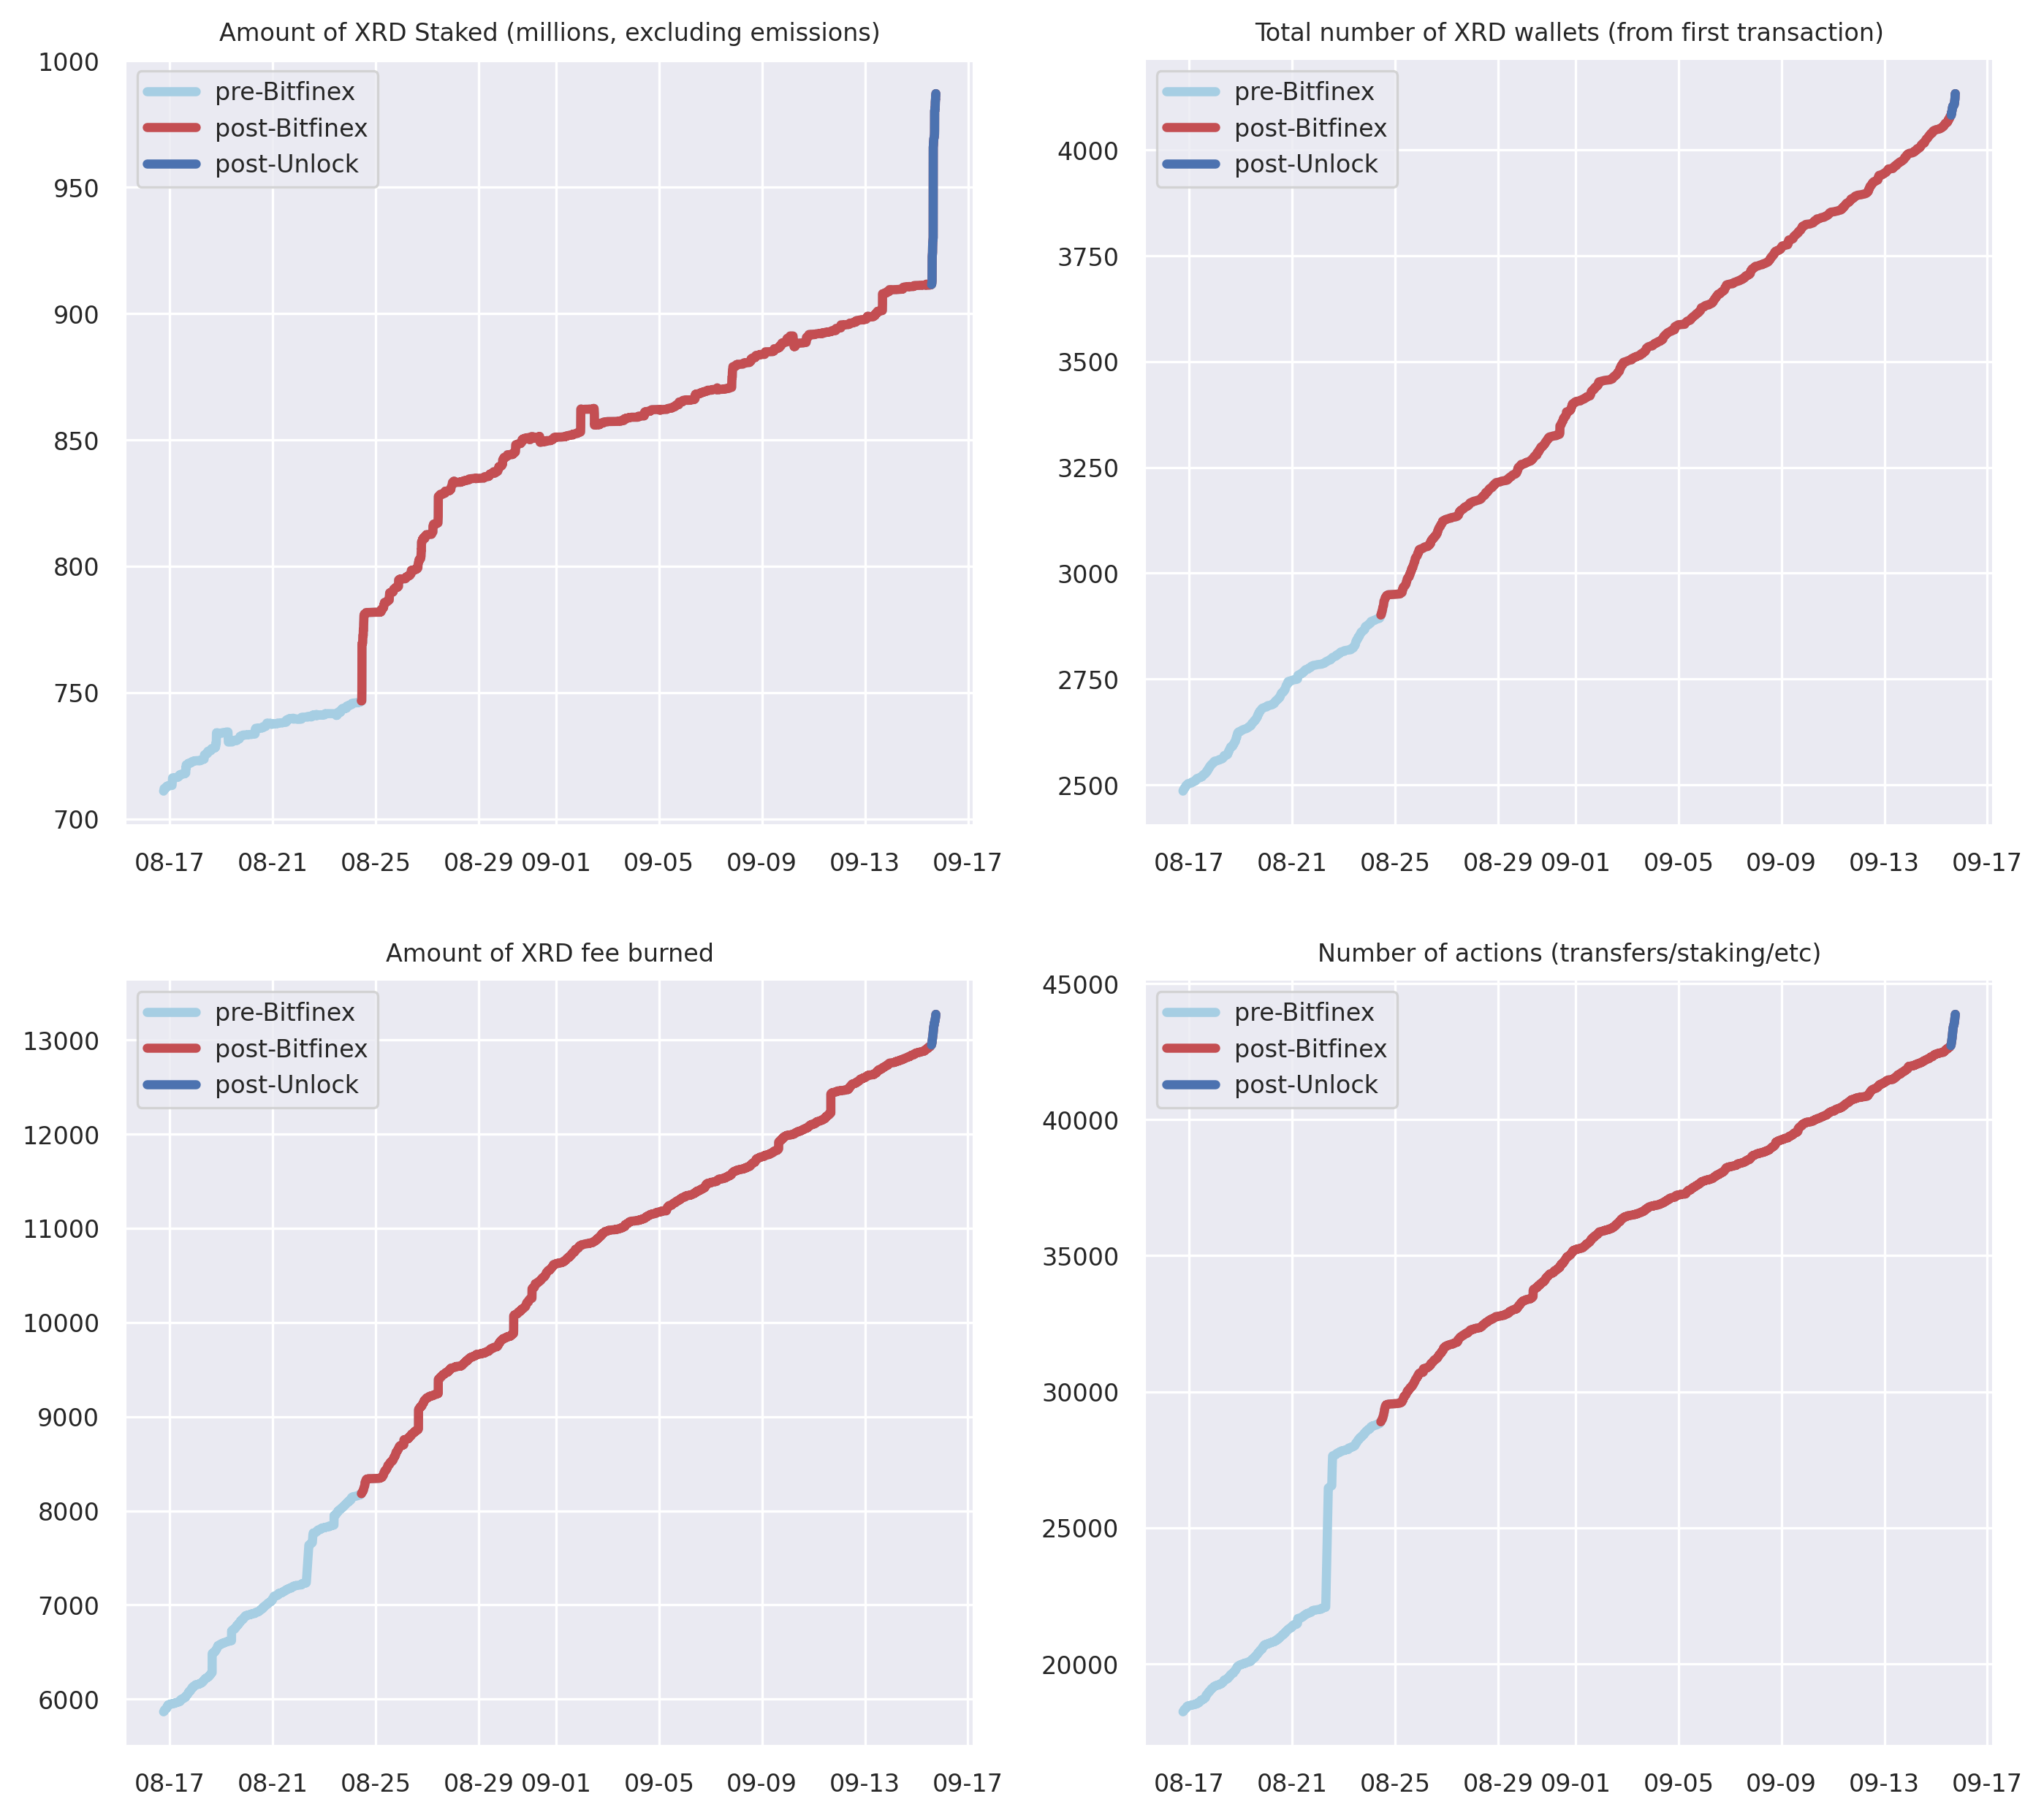 Amount of XRD Staked (millions, excluding emissions)
1000
950
900
850
800
750
700
pre-Bitfinex
post-Bitfinex
post-Unlock
08-17 08-21 08-25 08-29 09-01 09-05 09-09 09-13 09-17
Total number of XRD wallets (from first transaction)
4000
3750
3500
3250
3000
2750
2500
pre-Bitfinex
post-Bitfinex
post-Unlock
08-17 08-21 08-25 08-29 09-01 09-05 09-09 09-13 09-17
Amount of XRD fee burned
13000
12000
11000
10000
9000
8000
7000
6000
pre-Bitfinex
post-Bitfinex
post-Unlock
08-17 08-21 08-25 08-29 09-01 09-05 09-09 09-13 09-17
Number of actions (transfers/staking/etc)
45000
40000
35000
30000
25000
20000
pre-Bitfinex
post-Bitfinex
post-Unlock
08-17 08-21 08-25 08-29 09-01 09-05 09-09 09-13 09-17